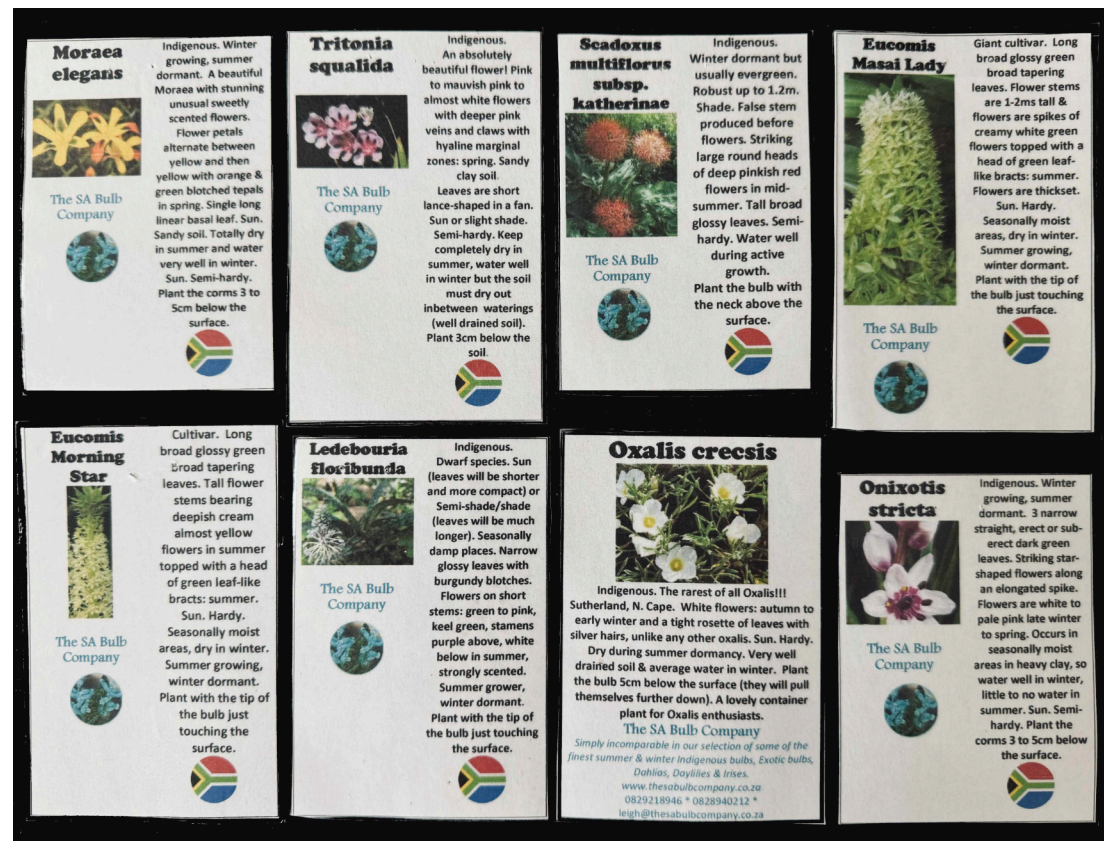 Moraea
elegans
The SA Bulb
Company
Indigenous. Winter
growing, summer
dormant. A beautiful
Moraea with stunning
unusual sweetly
scented flowers.
Flower petals
alternate between
yellow and then
yellow with orange &
green blotched tepals
in spring. Single long
linear basal leaf. Sun.
Sandy soil. Totally dry
in summer and water
very well in winter.
Sun. Semi-hardy.
Plant the corms 3 to
5cm below the
surface.
Tritonia
squalida
The SA Bulb
Company
Indigenous.
An absolutely
beautiful flower! Pink
to mauvish pink to
almost white flowers
with deeper pink
veins and claws with
hyaline marginal
zones: spring. Sandy
clay soil.
Leaves are short
lance-shaped in a fan.
Sun or slight shade.
Semi-hardy. Keep
completely dry in
summer, water well
in winter but the soil
must dry out
inbetween waterings
(well drained soil).
Plant 3cm below the
soil.
Scadoxus
multiflorus
subsp.
katherinae
The SA Bulb
Company
Indigenous.
Winter dormant but
usually evergreen.
Robust up to 1.2m.
Shade. False stem
produced before
flowers. Striking
large round heads
of deep pinkish red
flowers in mid-
summer. Tall broad
glossy leaves. Semi-
hardy. Water well
during active
growth.
Plant the bulb with
the neck above the
surface.
Eucomis
Masai Lady
The SA Bulb
Company
Giant cultivar. Long
broad glossy green
broad tapering
leaves. Flower stems
are 1-2ms tall &
flowers are spikes of
creamy white green
flowers topped with a
head of green leaf-
like bracts: summer.
Flowers are thickset.
Sun. Hardy.
Seasonally moist
areas, dry in winter.
Summer growing,
winter dormant.
Plant with the tip of
the bulb just touching
the surface.
Eucomis
Morning
Star
The SA Bulb
Company
Cultivar. Long
broad glossy green
broad tapering
leaves. Tall flower
stems bearing
deepish cream
almost yellow
flowers in summer
topped with a head
of green leaf-like
bracts: summer.
Sun. Hardy.
Seasonally moist
areas, dry in winter.
Summer growing,
winter dormant.
Plant with the tip of
the bulb just
touching the
surface.
Ledebouria
floribunda
The SA Bulb
Company
Indigenous.
Dwarf species. Sun
(leaves will be shorter
and more compact) or
Semi-shade/shade
(leaves will be much
longer). Seasonally
damp places. Narrow
glossy leaves with
burgundy blotches.
Flowers on short
stems: green to pink,
keel green, stamens
purple above, white
below in summer,
strongly scented.
Summer grower,
winter dormant.
Plant with the tip of
the bulb just touching
the surface.
Oxalis crecsis
Indigenous. The rarest of all Oxalis!!!
Sutherland, N. Cape. White flowers: autumn to
early winter and a tight rosette of leaves with
silver hairs, unlike any other oxalis. Sun. Hardy.
Dry during summer dormancy. Very well
drained soil & average water in winter. Plant
the bulb 5cm below the surface (they will pull
themselves further down). A lovely container
plant for Oxalis enthusiasts.
The SA Bulb Company
Simply incomparable in our selection of some of the
finest summer & winter Indigenous bulbs, Exotic bulbs,
Dahlias, Daylilies & Irises.
www.thesabulbcompany.co.za
0829218946 * 0828940212 *
leigh@thesabulbcompany.co.za
Onixotis
stricta
The SA Bulb
Company
Indigenous. Winter
growing, summer
dormant. 3 narrow
straight, erect or sub-
erect dark green
leaves. Striking star-
shaped flowers along
an elongated spike.
Flowers are white to
pale pink late winter
to spring. Occurs in
seasonally moist
areas in heavy clay, so
water well in winter,
little to no water in
summer. Sun. Semi-
hardy. Plant the
corms 3 to 5cm below
the surface.